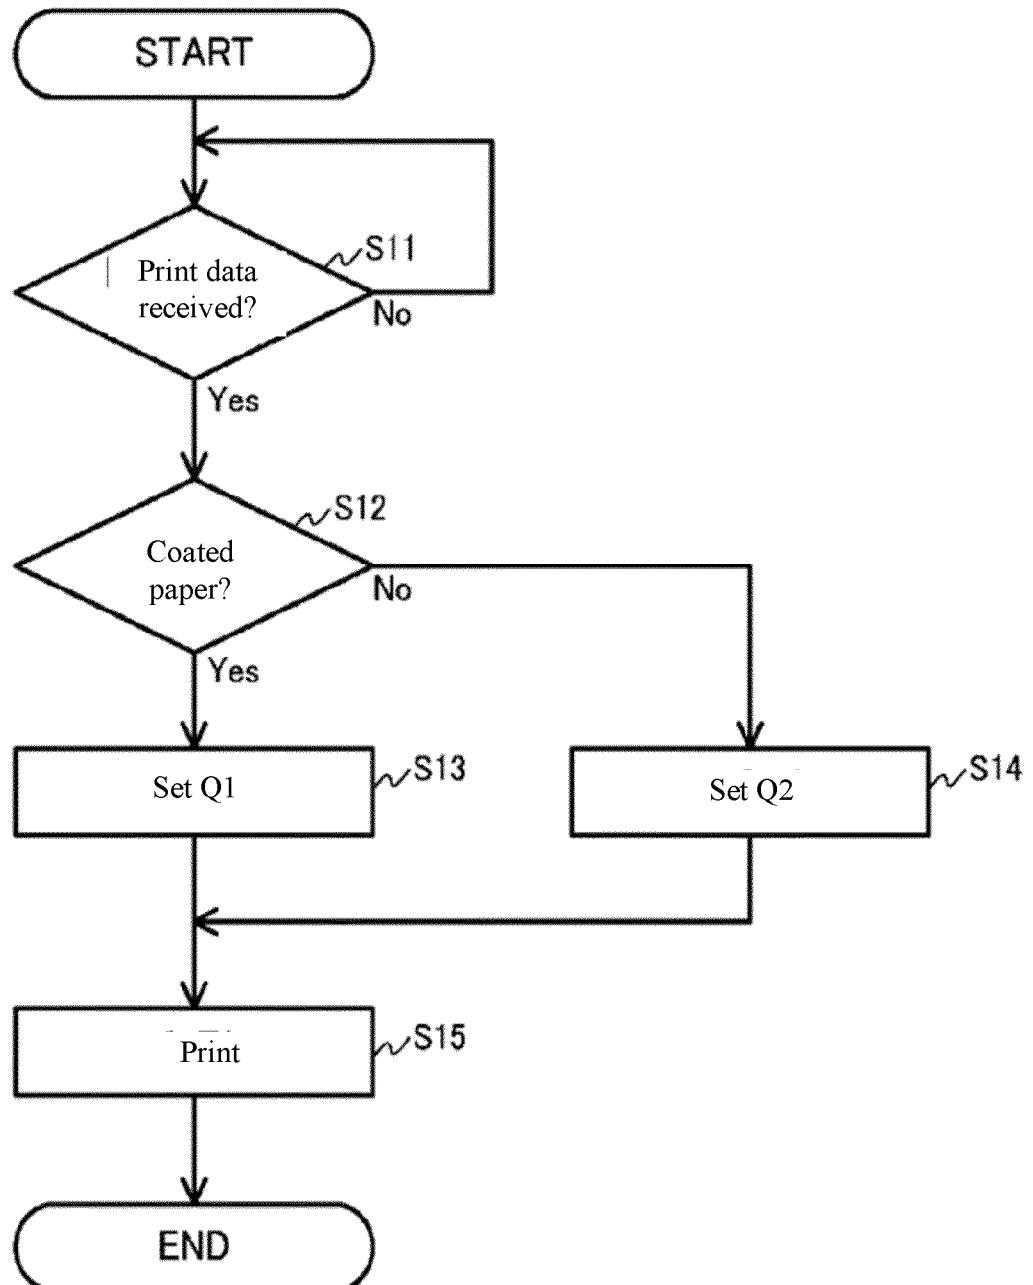 START
S11
Print data
received?
No
Yes
S12
Coated
paper?
No
Yes
Set Q1
S13
Set Q2
S14
Print
S15
END